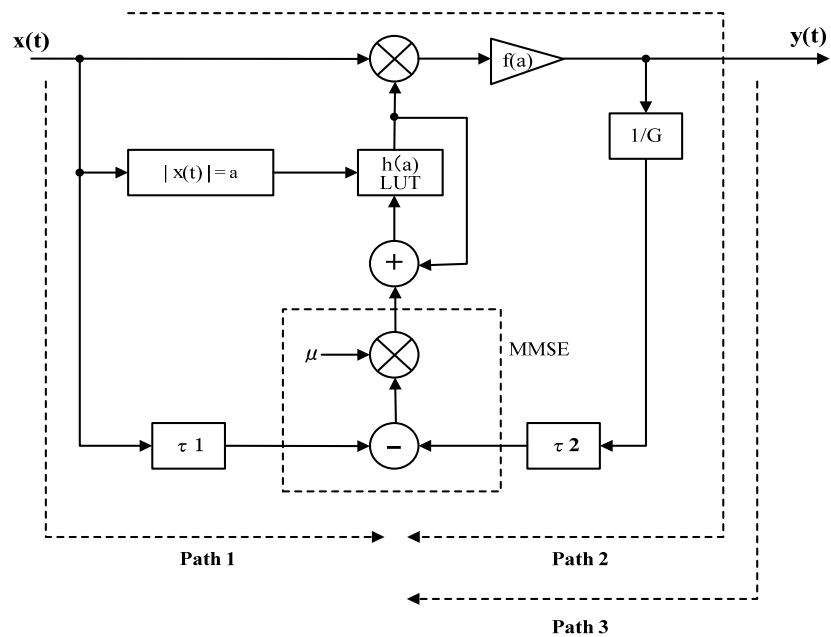 x(t)
y(t)
f(a)
1/G
| x(t) | = a
h(a)
LUT
+
μ
MMSE
τ 1
−
τ 2
Path 1
Path 2
Path 3